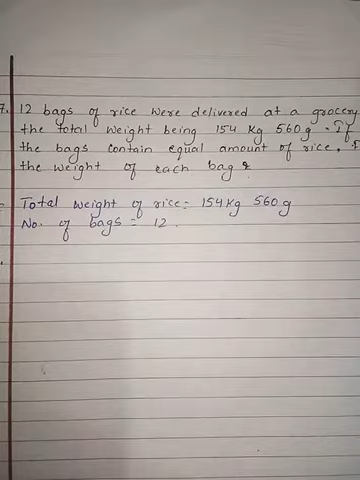 7. 12 bags of rice were delivered at a grocery
the total weight being 154 Kg 560 g. If
the bags contain equal amount of rice.
the weight of each bag?
Total weight of rice = 154 Kg 560 g
No. of bags = 12.